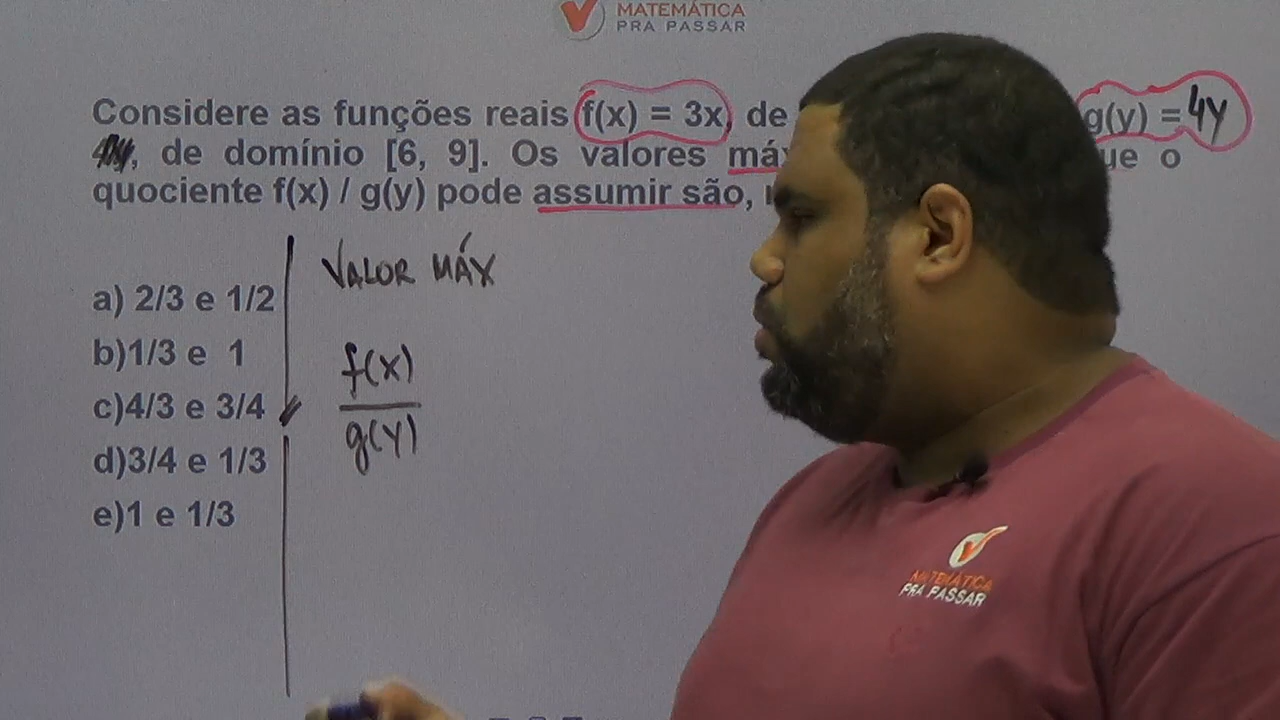 MATEMÁTICA
PRA PASSAR
Considere as funções reais f(x) = 3x, de g(y) = 4y
, de domínio [6, 9]. Os valores o
quociente f(x) / g(y) pode assumir são,
VALOR MÁX
a) 2/3 e 1/2
b)1/3 e 1
f(x)
c)4/3 e 3/4
g(y)
d)3/4 e 1/3
e)1 e 1/3
MATEMÁTICA
PRA PASSAR